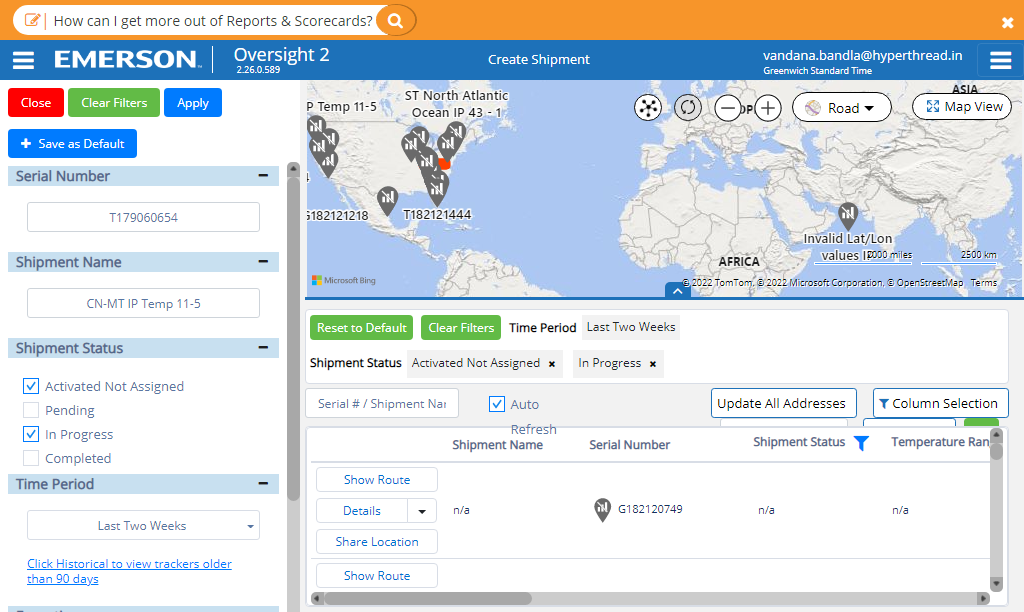 How can I get more out of Reports & Scorecards?
EMERSON
Oversight 2
2.26.0.589
Create Shipment
vandana.bandla@hyperthread.in
Greenwich Standard Time
Close
Clear Filters
Apply
+ Save as Default
Serial Number
T179060654
Shipment Name
CN-MT IP Temp 11-5
Shipment Status
Activated Not Assigned
Pending
In Progress
Completed
Time Period
Last Two Weeks
Click Historical to view trackers older
than 90 days
P Temp 11-5
ST North Atlantic
Ocean IP 43 - 1
Road
ASIA
Map View
G182121218
T182121444
Invalid Lat/Lon
values
AFRICA
miles
2500 km
Microsoft Bing
© 2022 TomTom, © 2022 Microsoft Corporation, © OpenStreetMap Terms
Reset to Default
Clear Filters
Time Period
Last Two Weeks
Shipment Status
Activated Not Assigned ×
In Progress ×
Serial # / Shipment Nar
Auto
Refresh
Update All Addresses
Column Selection
Shipment Name
Serial Number
Shipment Status
Temperature Ran
Show Route
Details
Share Location
n/a
G182120749
n/a
n/a
Show Route